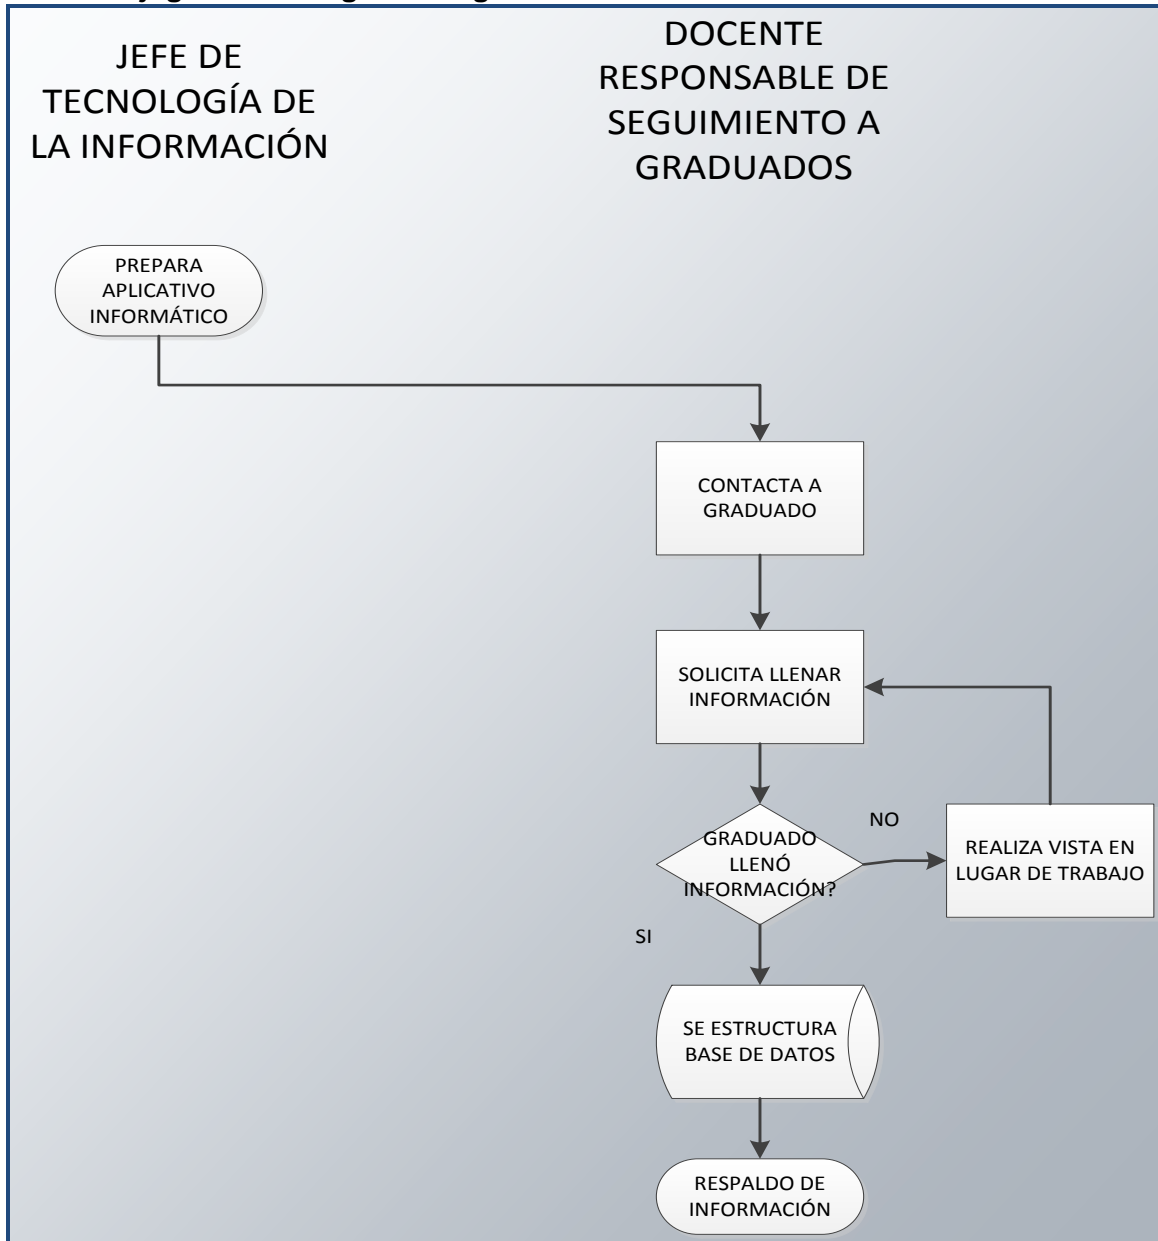 JEFE DE
TECNOLOGÍA DE
LA INFORMACIÓN
DOCENTE
RESPONSABLE DE
SEGUIMIENTO A
GRADUADOS
PREPARA
APLICATIVO
INFORMÁTICO
CONTACTA A
GRADUADO
SOLICITA LLENAR
INFORMACIÓN
GRADUADO
LLENÓ
INFORMACIÓN?
NO
REALIZA VISTA EN
LUGAR DE TRABAJO
SI
SE ESTRUCTURA
BASE DE DATOS
RESPALDO DE
INFORMACIÓN